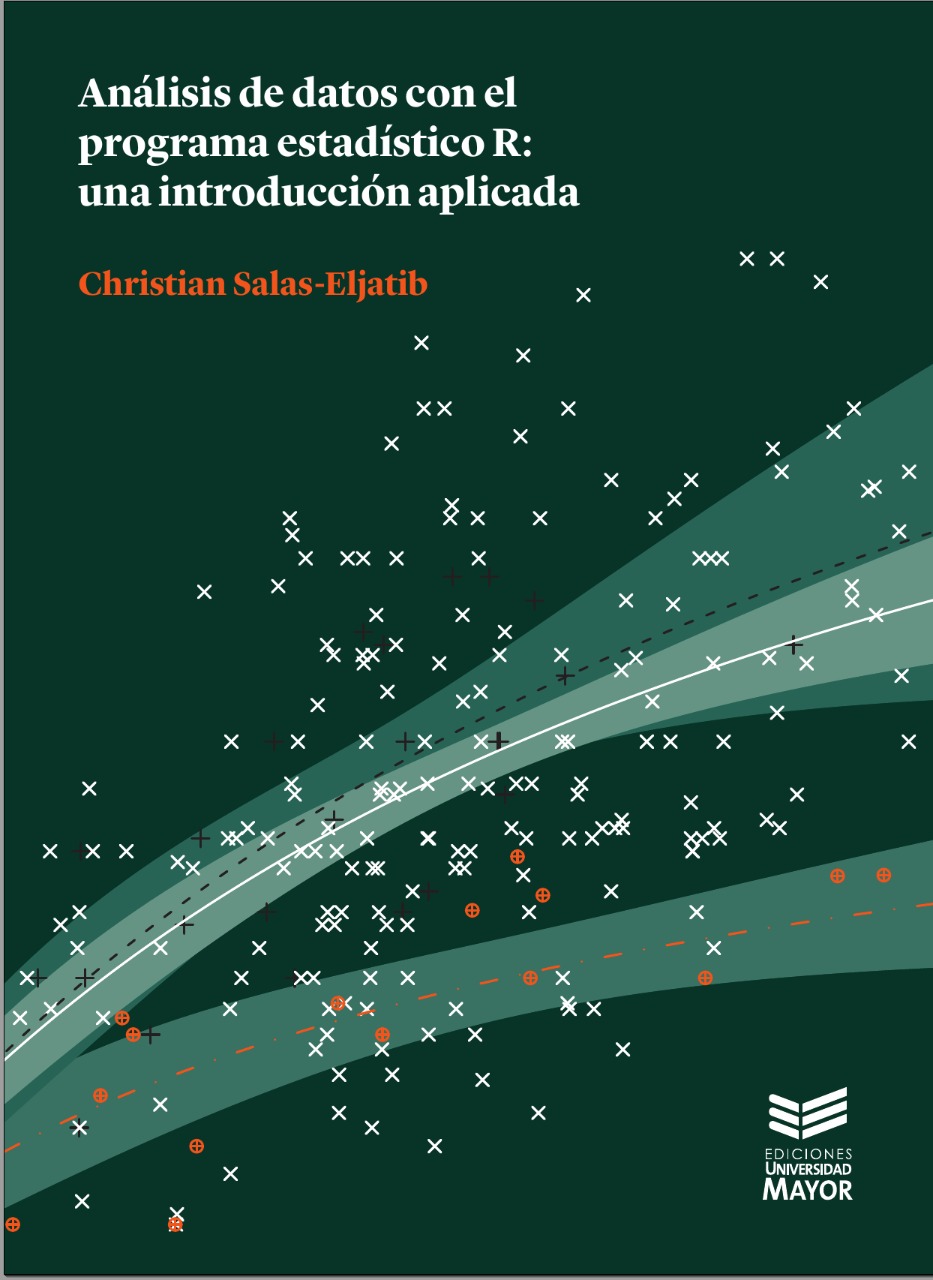 Análisis de datos con el
programa estadístico R:
una introducción aplicada
Christian Salas-Eljatib
EDICIONES
UNIVERSIDAD
MAYOR